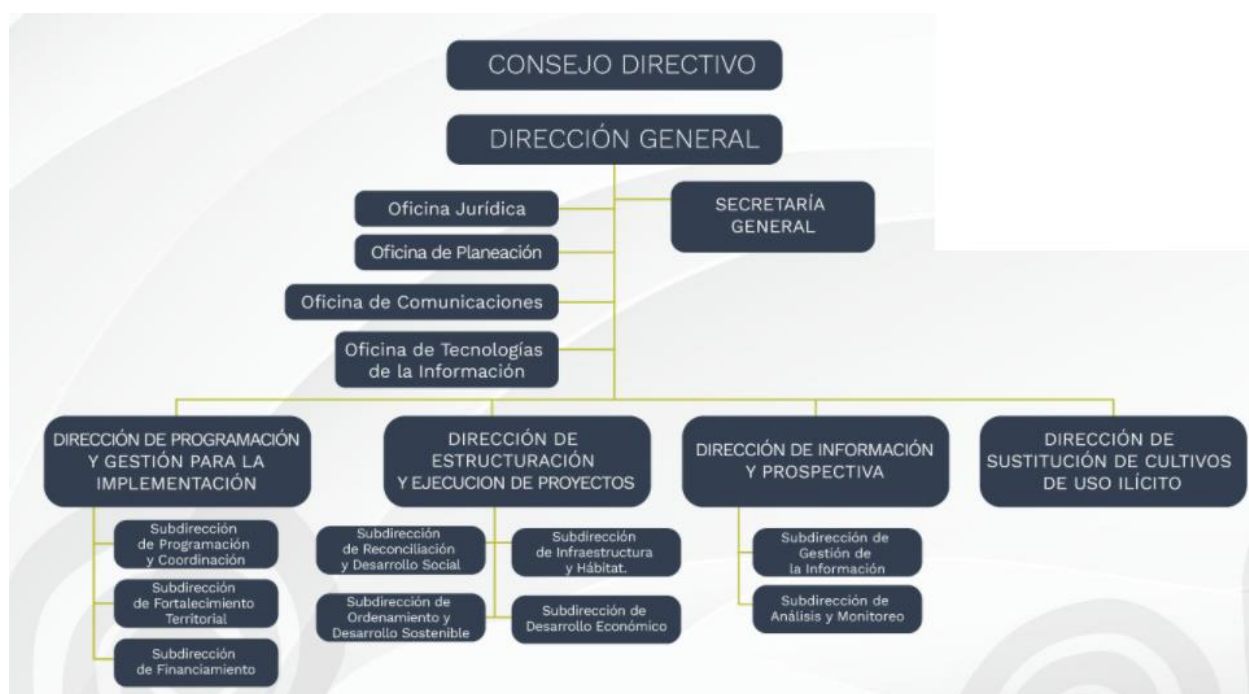 CONSEJO DIRECTIVO
DIRECCIÓN GENERAL
SECRETARÍA
GENERAL
Oficina Jurídica
Oficina de Planeación
Oficina de Comunicaciones
Oficina de Tecnologías
de la Información
DIRECCIÓN DE PROGRAMACIÓN
Y GESTIÓN PARA LA
IMPLEMENTACIÓN
Subdirección
de Programación
y Coordinación
Subdirección
de Fortalecimiento
Territorial
Subdirección
de Financiamiento
DIRECCIÓN DE
ESTRUCTURACIÓN
Y EJECUCION DE PROYECTOS
Subdirección
de Reconciliación
y Desarrollo Social
Subdirección
de Infraestructura
y Hábitat.
Subdirección de
Ordenamiento y
Desarrollo Sostenible
Subdirección de
Desarrollo Económico
DIRECCIÓN DE INFORMACIÓN
Y PROSPECTIVA
Subdirección de
Gestión de
la Información
Subdirección de
Análisis y Monitoreo
DIRECCIÓN DE
SUSTITUCIÓN DE CULTIVOS
DE USO ILÍCITO